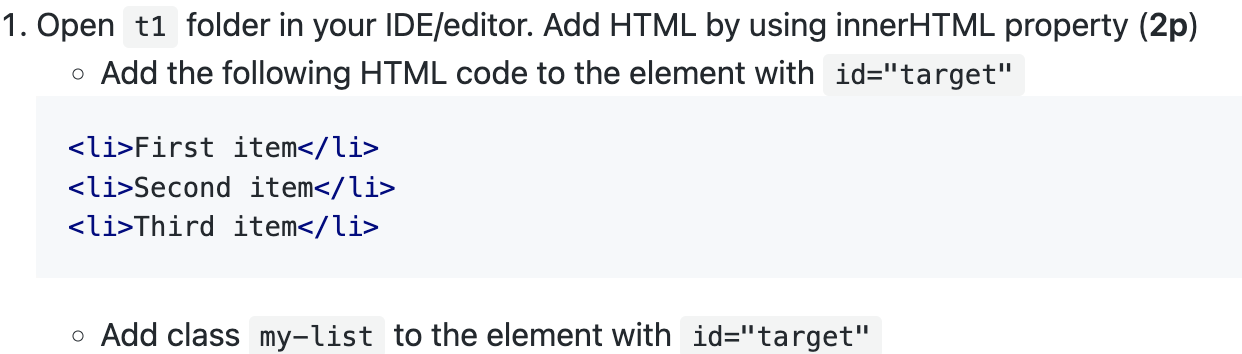 1. Open t1 folder in your IDE/editor. Add HTML by using innerHTML property (2p)
○ Add the following HTML code to the element with id="target"
<li>First item</li>
<li>Second item</li>
<li>Third item</li>
○ Add class my-list to the element with id="target"